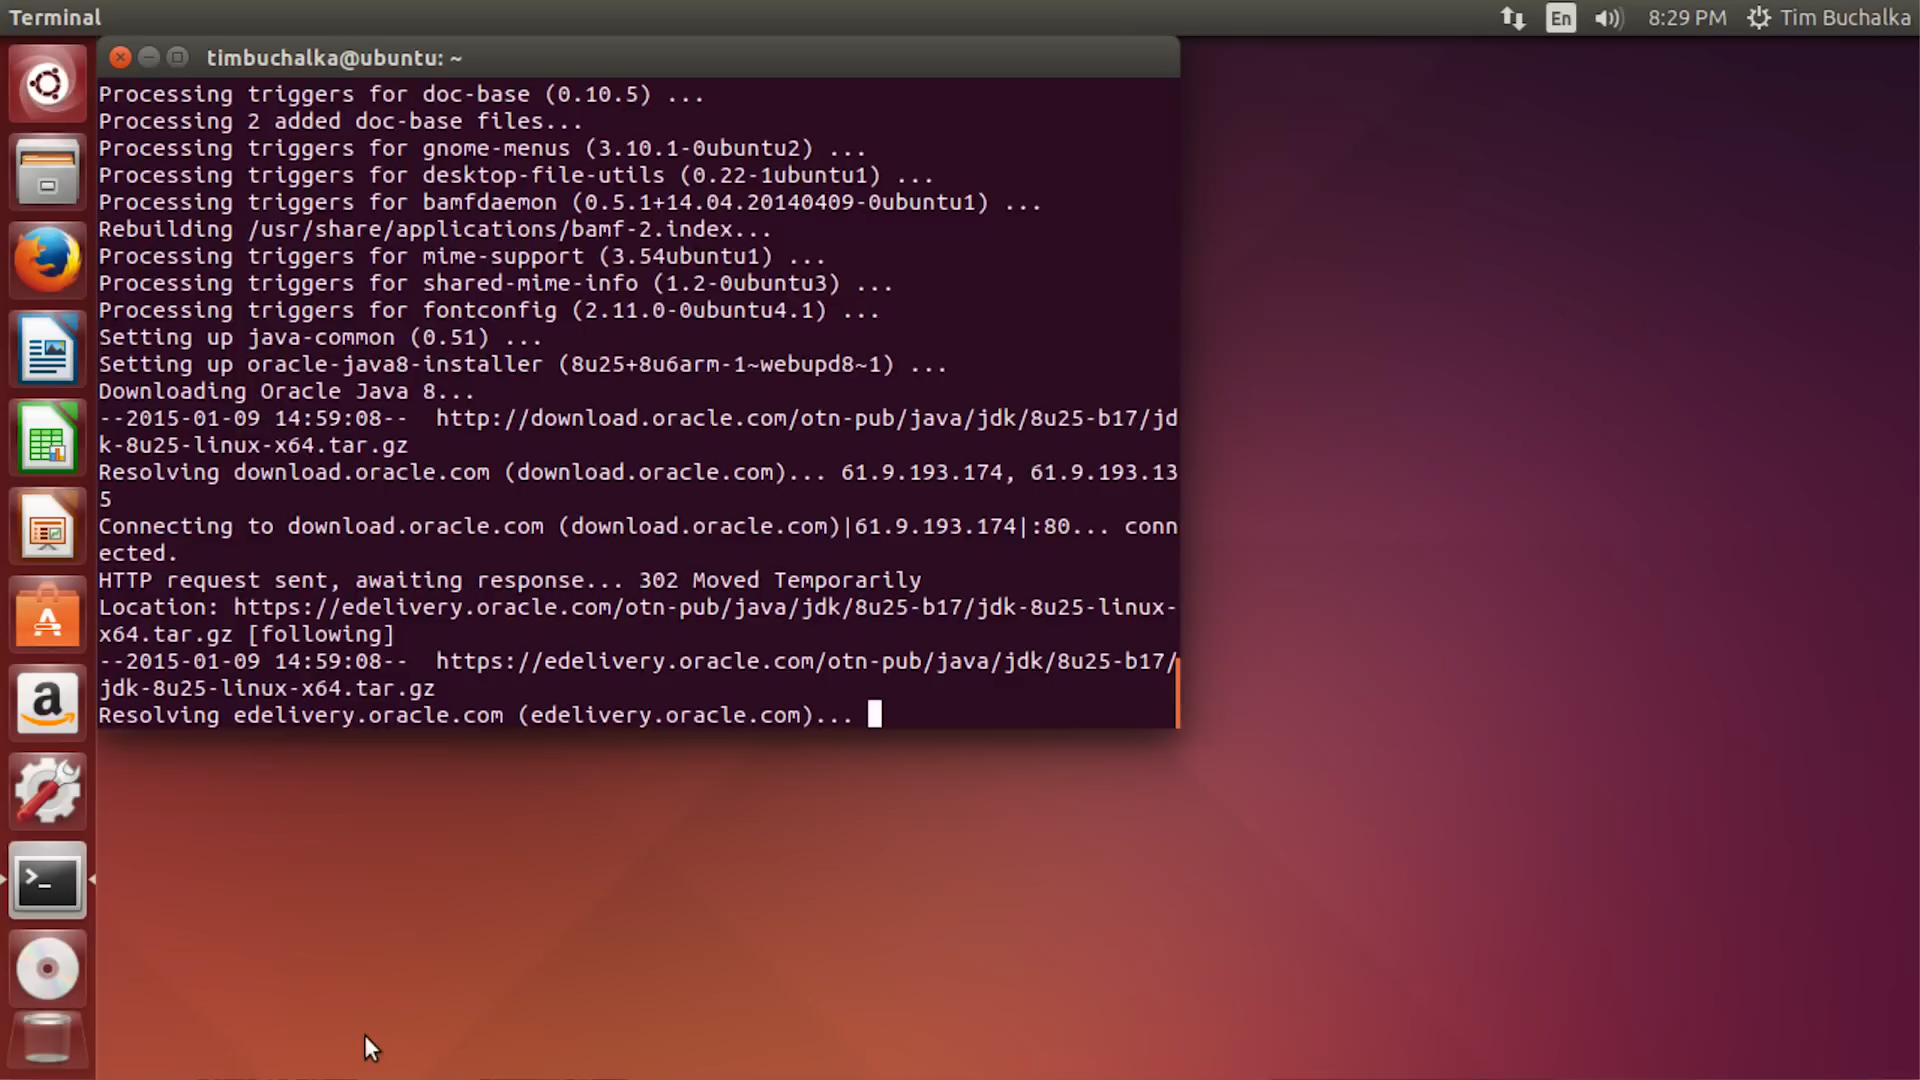 Terminal
En
8:29 PM
Tim Buchalka
timbuchalka@ubuntu: ~
Processing triggers for doc-base (0.10.5) ...
Processing 2 added doc-base files...
Processing triggers for gnome-menus (3.10.1-0ubuntu2) ...
Processing triggers for desktop-file-utils (0.22-1ubuntu1) ...
Processing triggers for bamfdaemon (0.5.1+14.04.20140409-0ubuntu1) ...
Rebuilding /usr/share/applications/bamf-2.index...
Processing triggers for mime-support (3.54ubuntu1) ...
Processing triggers for shared-mime-info (1.2-0ubuntu3) ...
Processing triggers for fontconfig (2.11.0-0ubuntu4.1) ...
Setting up java-common (0.51) ...
Setting up oracle-java8-installer (8u25+8u6arm-1~webupd8~1) ...
Downloading Oracle Java 8...
--2015-01-09 14:59:08--  http://download.oracle.com/otn-pub/java/jdk/8u25-b17/jd
k-8u25-linux-x64.tar.gz
Resolving download.oracle.com (download.oracle.com)... 61.9.193.174, 61.9.193.13
5
Connecting to download.oracle.com (download.oracle.com)|61.9.193.174|:80... conn
ected.
HTTP request sent, awaiting response... 302 Moved Temporarily
Location: https://edelivery.oracle.com/otn-pub/java/jdk/8u25-b17/jdk-8u25-linux-
x64.tar.gz [following]
--2015-01-09 14:59:08--  https://edelivery.oracle.com/otn-pub/java/jdk/8u25-b17/
jdk-8u25-linux-x64.tar.gz
Resolving edelivery.oracle.com (edelivery.oracle.com)...